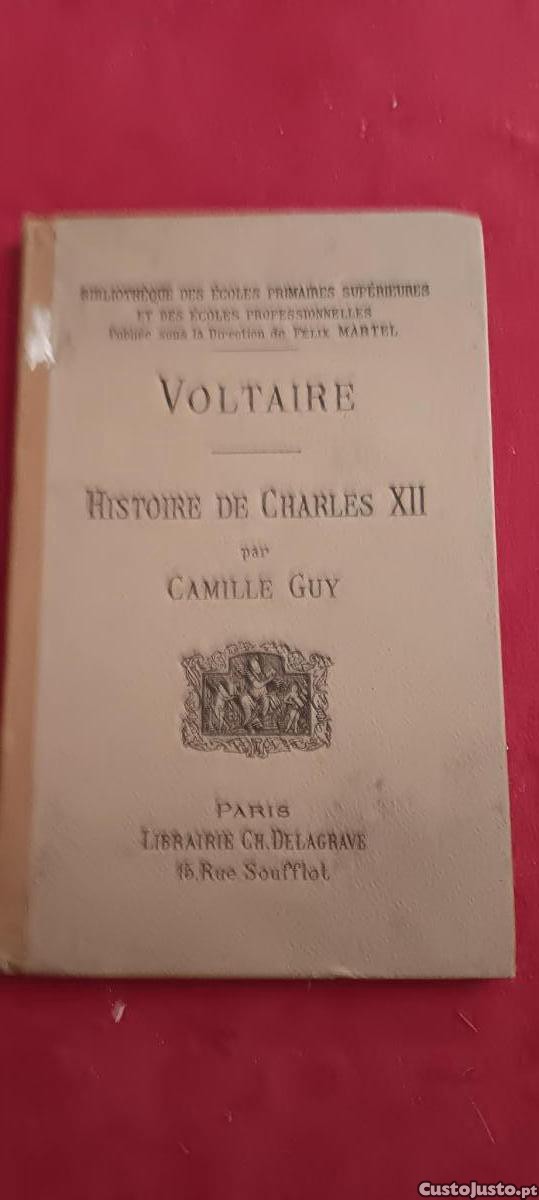 BIBLIOTHÈQUE DES ÉCOLES PRIMAIRES SUPÉRIEURES
ET DES ÉCOLES PROFESSIONNELLES
Publiée sous la Direction de FÉLIX MARTEL
VOLTAIRE
HISTOIRE DE CHARLES XII
par
CAMILLE GUY
PARIS
LIBRAIRIE CH. DELAGRAVE
15, Rue Soufflot
CustoJusto.pt